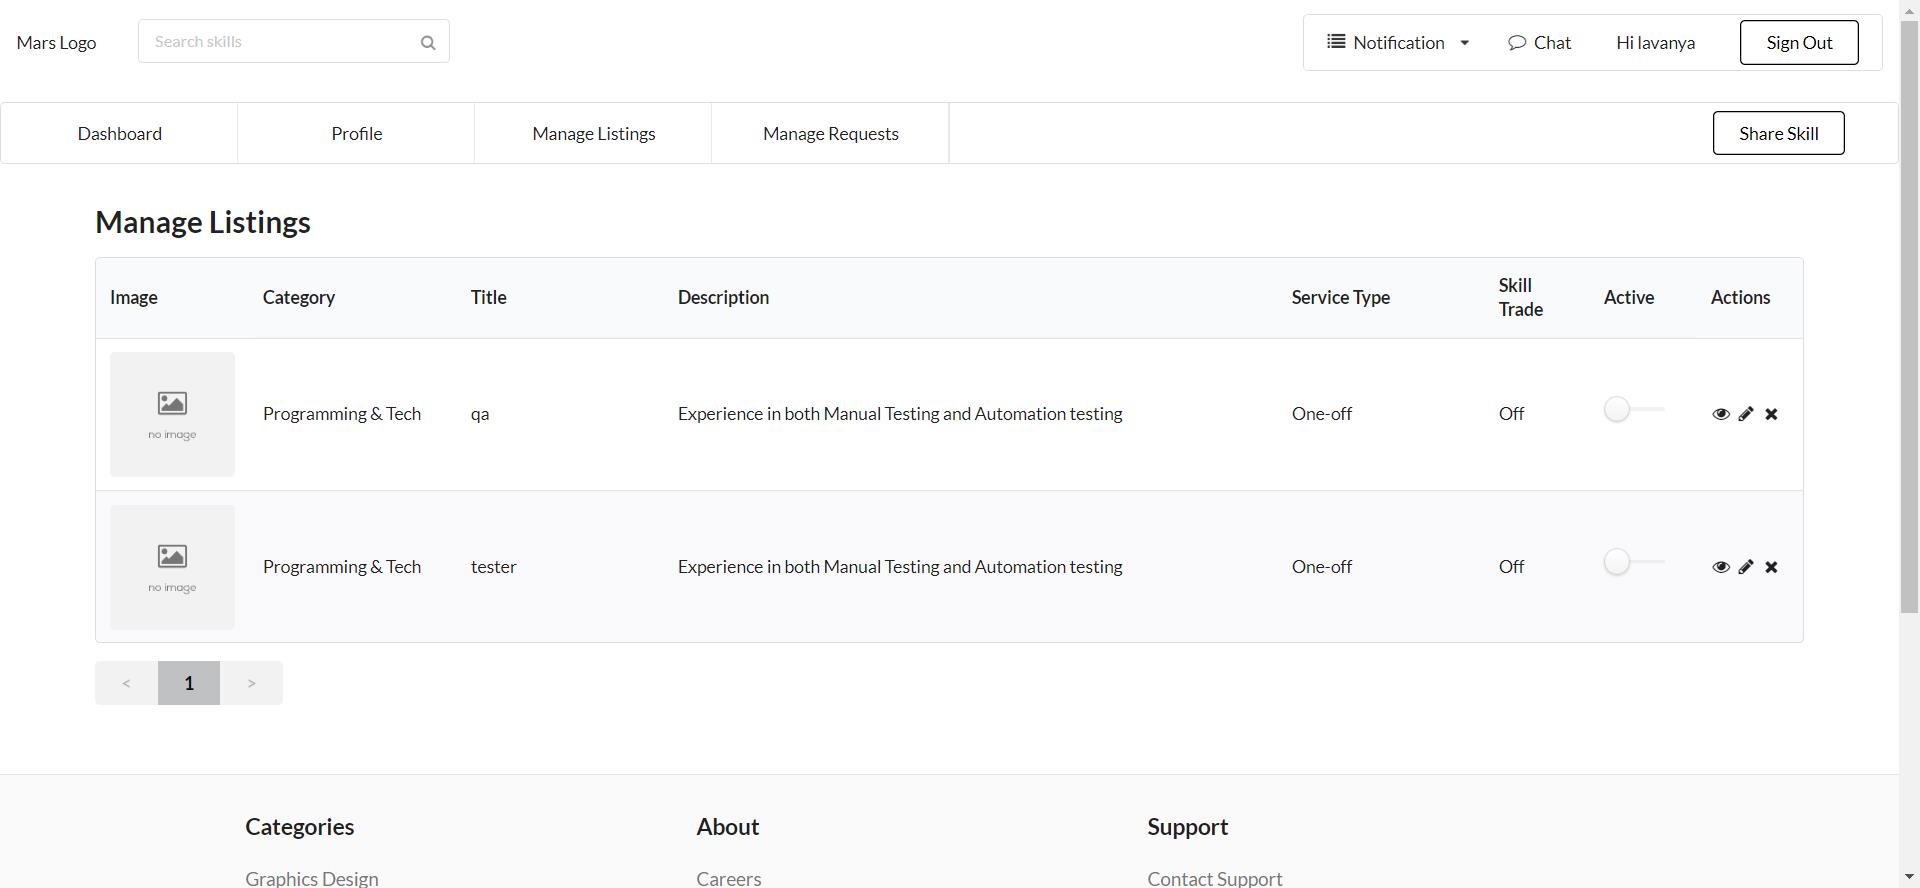 Mars Logo
Search skills
Notification
Chat
Hi lavanya
Sign Out
Dashboard
Profile
Manage Listings
Manage Requests
Share Skill
Manage Listings
Image
Category
Title
Description
Service Type
Skill
Trade
Active
Actions
no image
Programming & Tech
qa
Experience in both Manual Testing and Automation testing
One-off
Off
no image
Programming & Tech
tester
Experience in both Manual Testing and Automation testing
One-off
Off
< 1 >
Categories
About
Support
Graphics Design
Careers
Contact Support